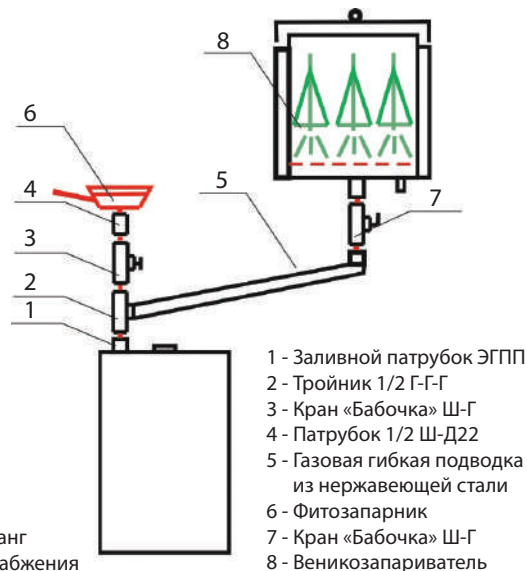 8
6
4
5
7
3
2
1
1 - Заливной патрубок ЭГПП
2 - Тройник 1/2 Г-Г-Г
3 - Кран «Бабочка» Ш-Г
4 - Патрубок 1/2 Ш-Д22
5 - Газовая гибкая подводка
из нержавеющей стали
6 - Фитозапарник
7 - Кран «Бабочка» Ш-Г
8 - Веникозапариватель